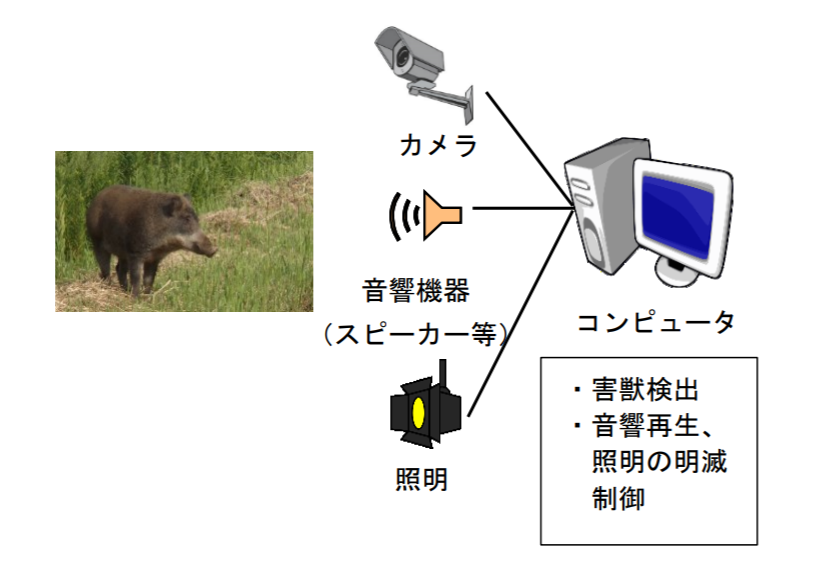 カメラ
音響機器
（スピーカー等）
照明
コンピュータ
・害獣検出
・音響再生、
照明の明滅
制御